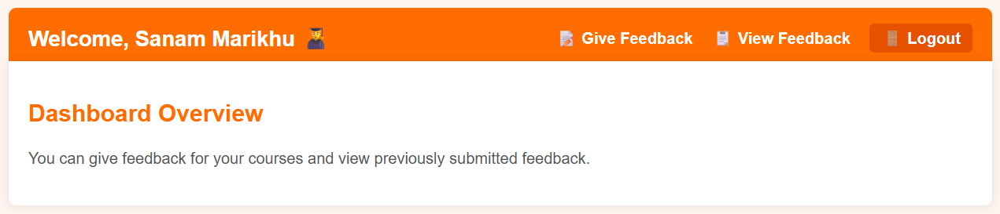 Welcome, Sanam Marikhu 👨‍🎓
📝 Give Feedback
📋 View Feedback
🚪 Logout
Dashboard Overview
You can give feedback for your courses and view previously submitted feedback.